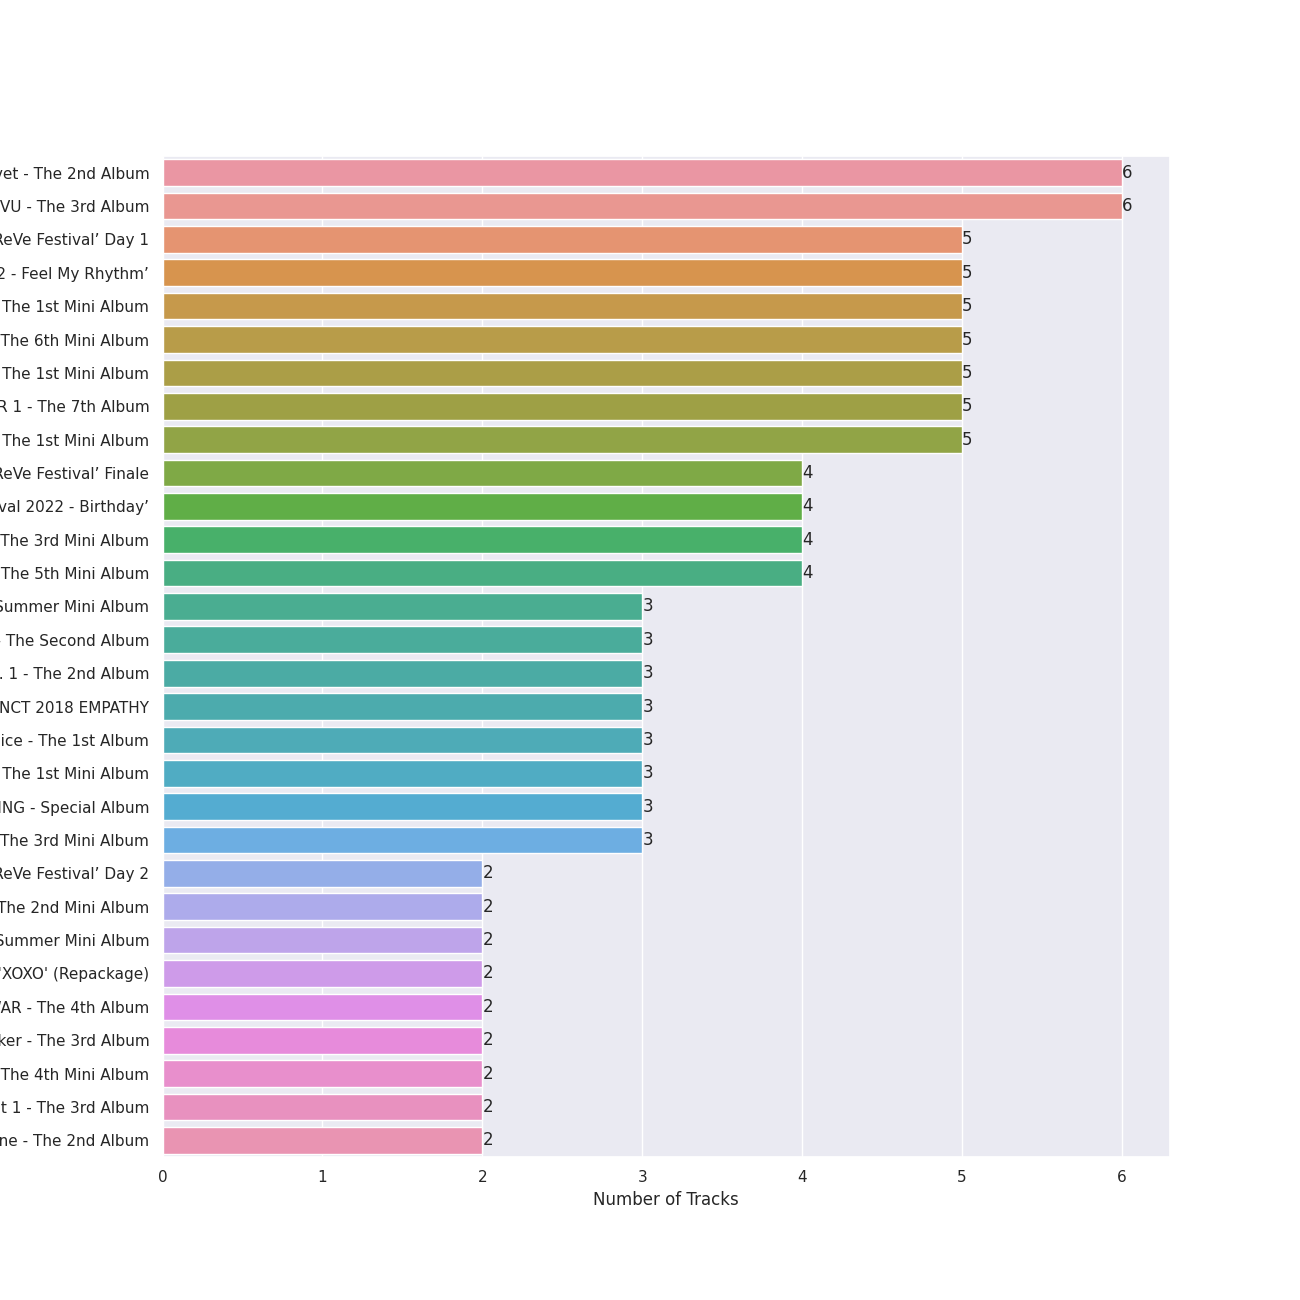 vet - The 2nd Album 6
VU - The 3rd Album 6
ReVe Festival’ Day 1 5
2 - Feel My Rhythm’ 5
The 1st Mini Album 5
The 6th Mini Album 5
The 1st Mini Album 5
R 1 - The 7th Album 5
The 1st Mini Album 5
ReVe Festival’ Finale 4
val 2022 - Birthday’ 4
The 3rd Mini Album 4
The 5th Mini Album 4
Summer Mini Album 3
- The Second Album 3
. 1 - The 2nd Album 3
NCT 2018 EMPATHY 3
ice - The 1st Album 3
The 1st Mini Album 3
ING - Special Album 3
The 3rd Mini Album 3
ReVe Festival’ Day 2 2
The 2nd Mini Album 2
Summer Mini Album 2
'XOXO' (Repackage) 2
AR - The 4th Album 2
ker - The 3rd Album 2
The 4th Mini Album 2
t 1 - The 3rd Album 2
ne - The 2nd Album 2
0 1 2 3 4 5 6
Number of Tracks